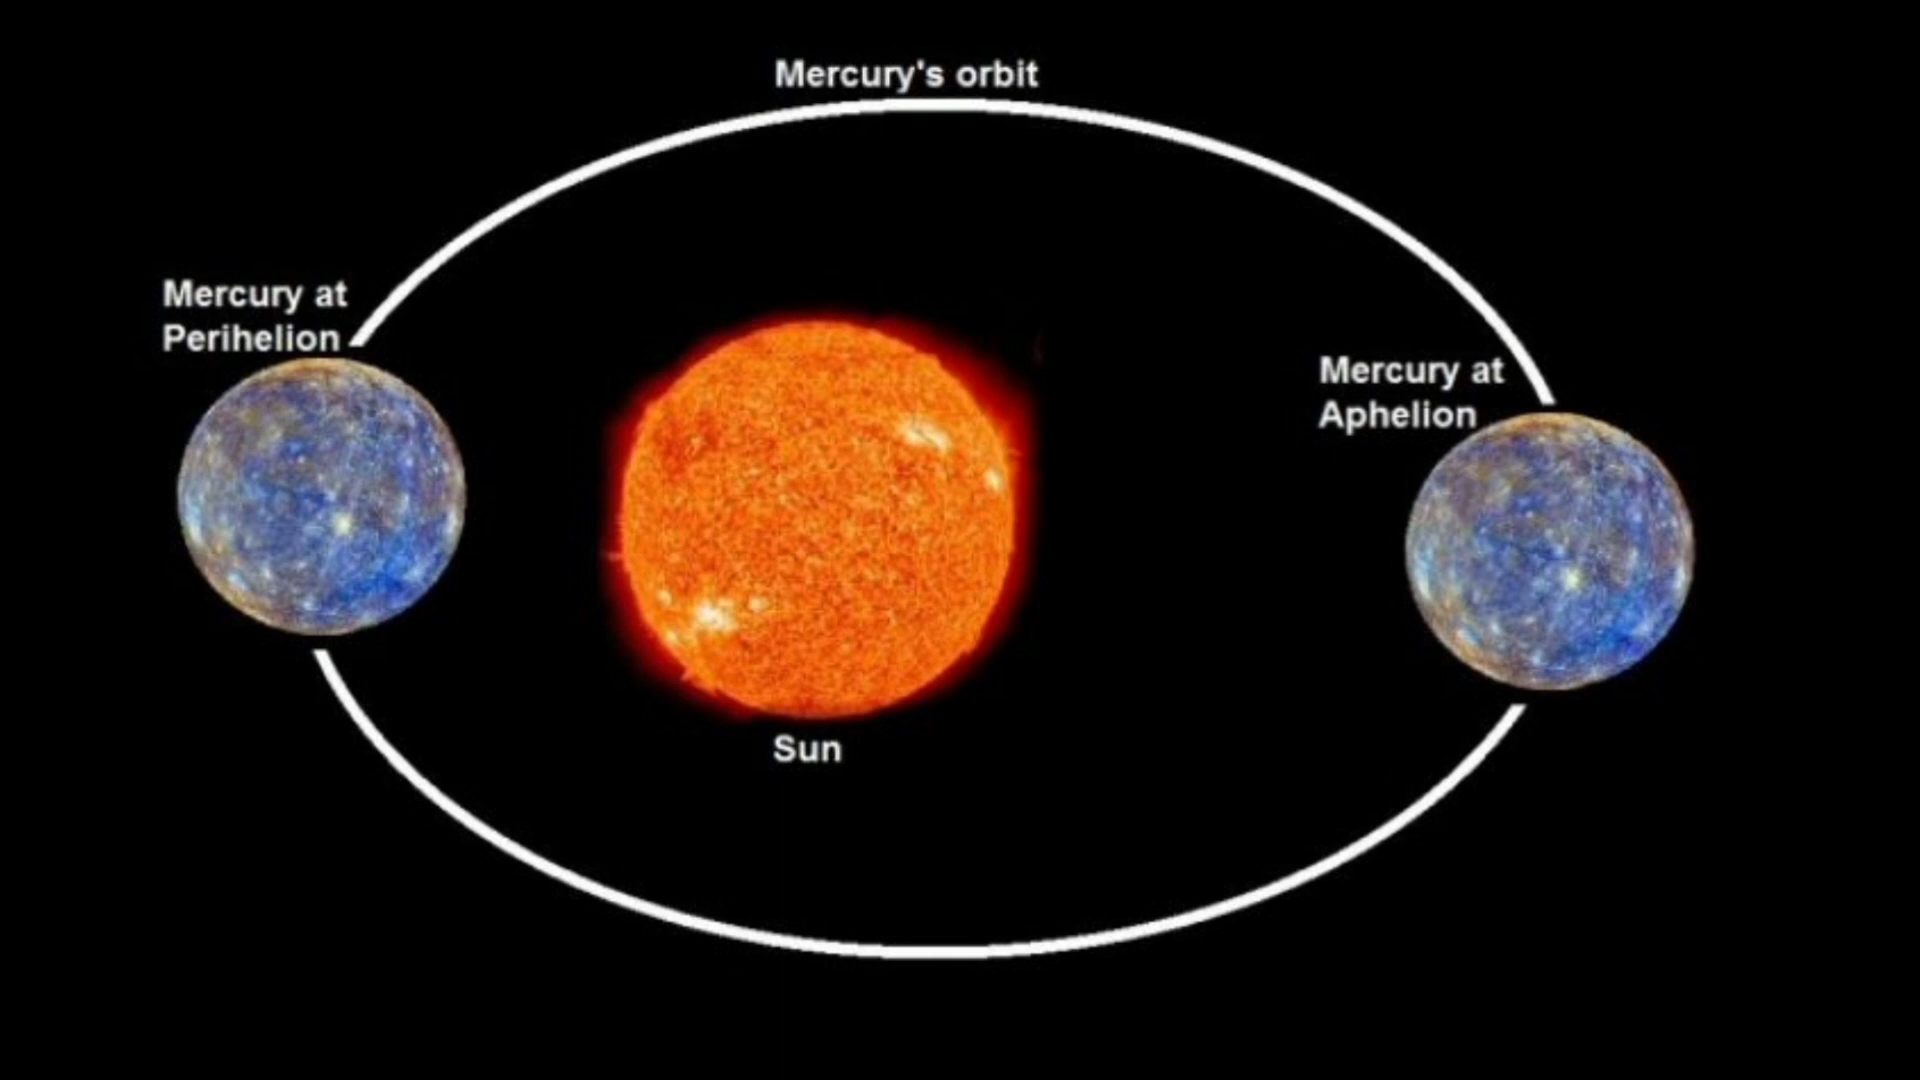 Mercury's orbit
Mercury at
Perihelion
Mercury at
Aphelion
Sun